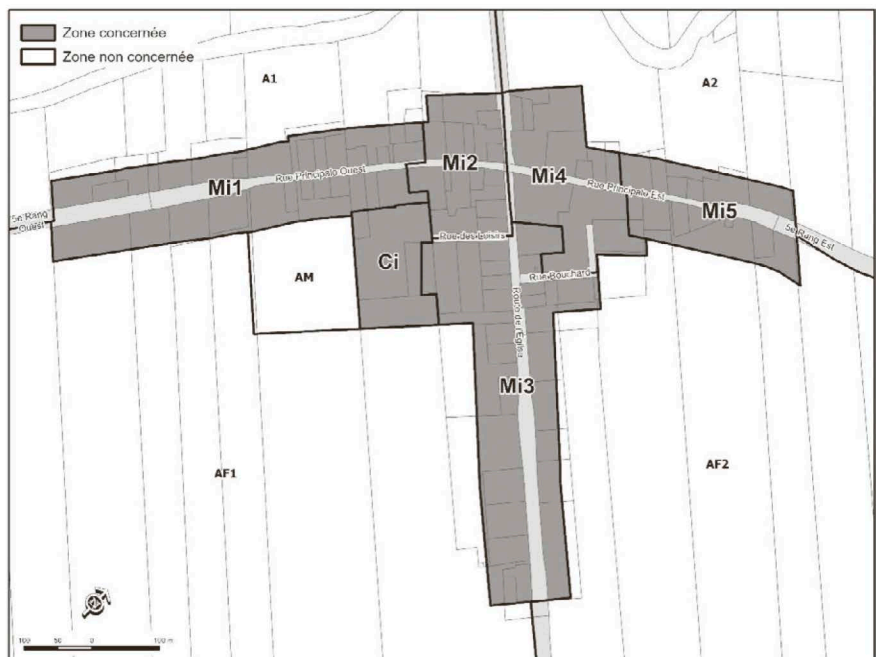 Zone concernée
Zone non concernée
A1
A2
Mi1
Rue Principale Ouest
Mi2
Mi4
Rue Principale Est
Mi5
5e Rang
Ouest
5e Rang Est
Rue des Loisirs
Ci
AM
Rue Bouchard
Route de l'Église
Mi3
AF1
AF2
N
100 50 0 100 m